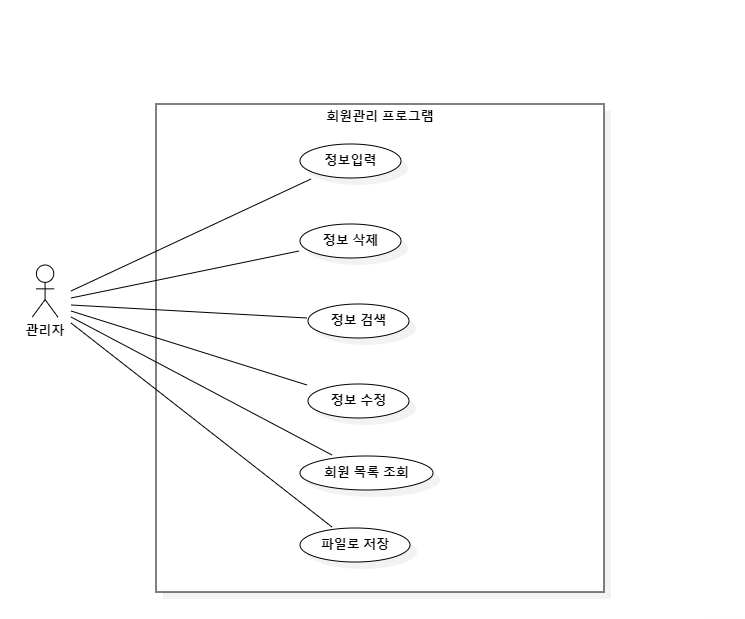 회원관리 프로그램
정보입력
정보 삭제
정보 검색
관리자
정보 수정
회원 목록 조회
파일로 저장